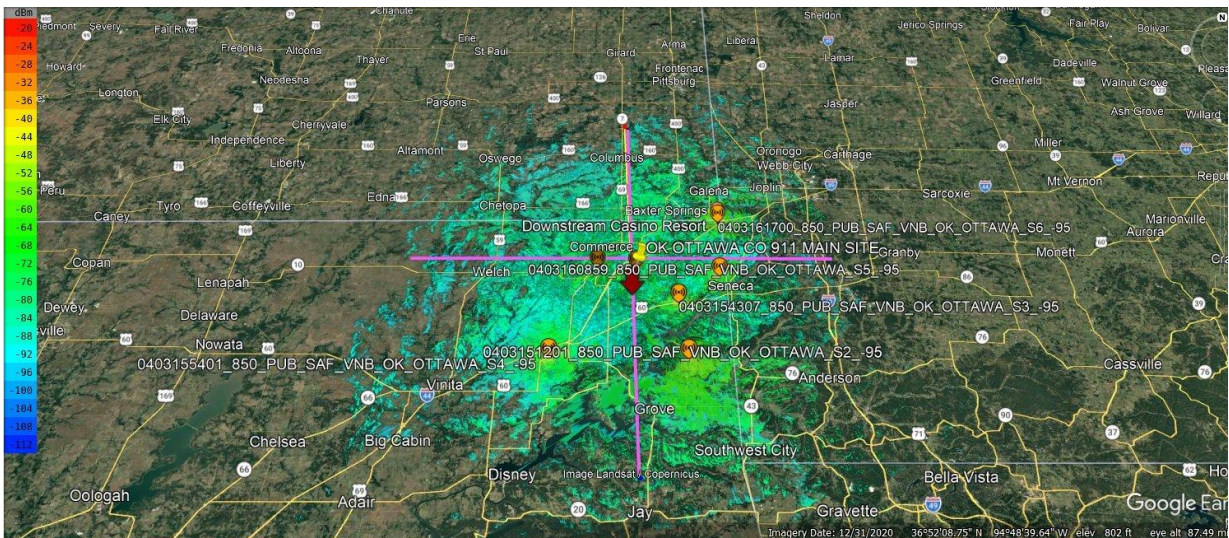 dBm
-20
-24
-28
-32
-36
-40
-44
-48
-52
-56
-60
-64
-68
-72
-76
-80
-84
-88
-92
-96
-100
-104
-108
-112
Piedmont
Severy
Fall River
Fredonia
Altoona
Chanute
Erie
Thayer
St Paul
Girard
Arma
Frontenac
Pittsburg
Liberal
Sheldon
Lamar
Jerico Springs
Stockton
Fair Play
Dadeville
Bolivar
Walnut Grove
Greenfield
Ash Grove
Willard
Howard
Neodesha
Longton
Elk City
Independence
Cherryvale
Parsons
Liberty
Altamont
Oswego
Columbus
Jasper
Oronogo
Webb City
Carthage
Miller
Mt Vernon
Peru
Caney
Tyro
Coffeyville
Edna
Chetopa
Galena
Joplin
Sarcoxie
Baxter Springs
Downstream Casino Resort
0403161700_850_PUB_SAF_VNB_OK_OTTAWA_S6_-95
Marionville
Aurora
Commerce
OK OTTAWA CO 911 MAIN SITE
Granby
Monett
Copan
Welch
0403160859_850_PUB_SAF_VNB_OK_OTTAWA_S5_-95
Lenapah
Seneca
0403154307_850_PUB_SAF_VNB_OK_OTTAWA_S3_-95
Dewey
Delaware
Nowata
0403151201_850_PUB_SAF_VNB_OK_OTTAWA_S2_-95
0403155401_850_PUB_SAF_VNB_OK_OTTAWA_S4_-95
Vinita
Anderson
Cassville
Grove
Chelsea
Big Cabin
Southwest City
Disney
Image Landsat / Copernicus
Bella Vista
Oologah
Adair
Jay
Gravette
Google Ear
Imagery Date: 12/31/2020 36°52'08.75" N 94°48'39.64" W elev 802 ft eye alt 87.49 m